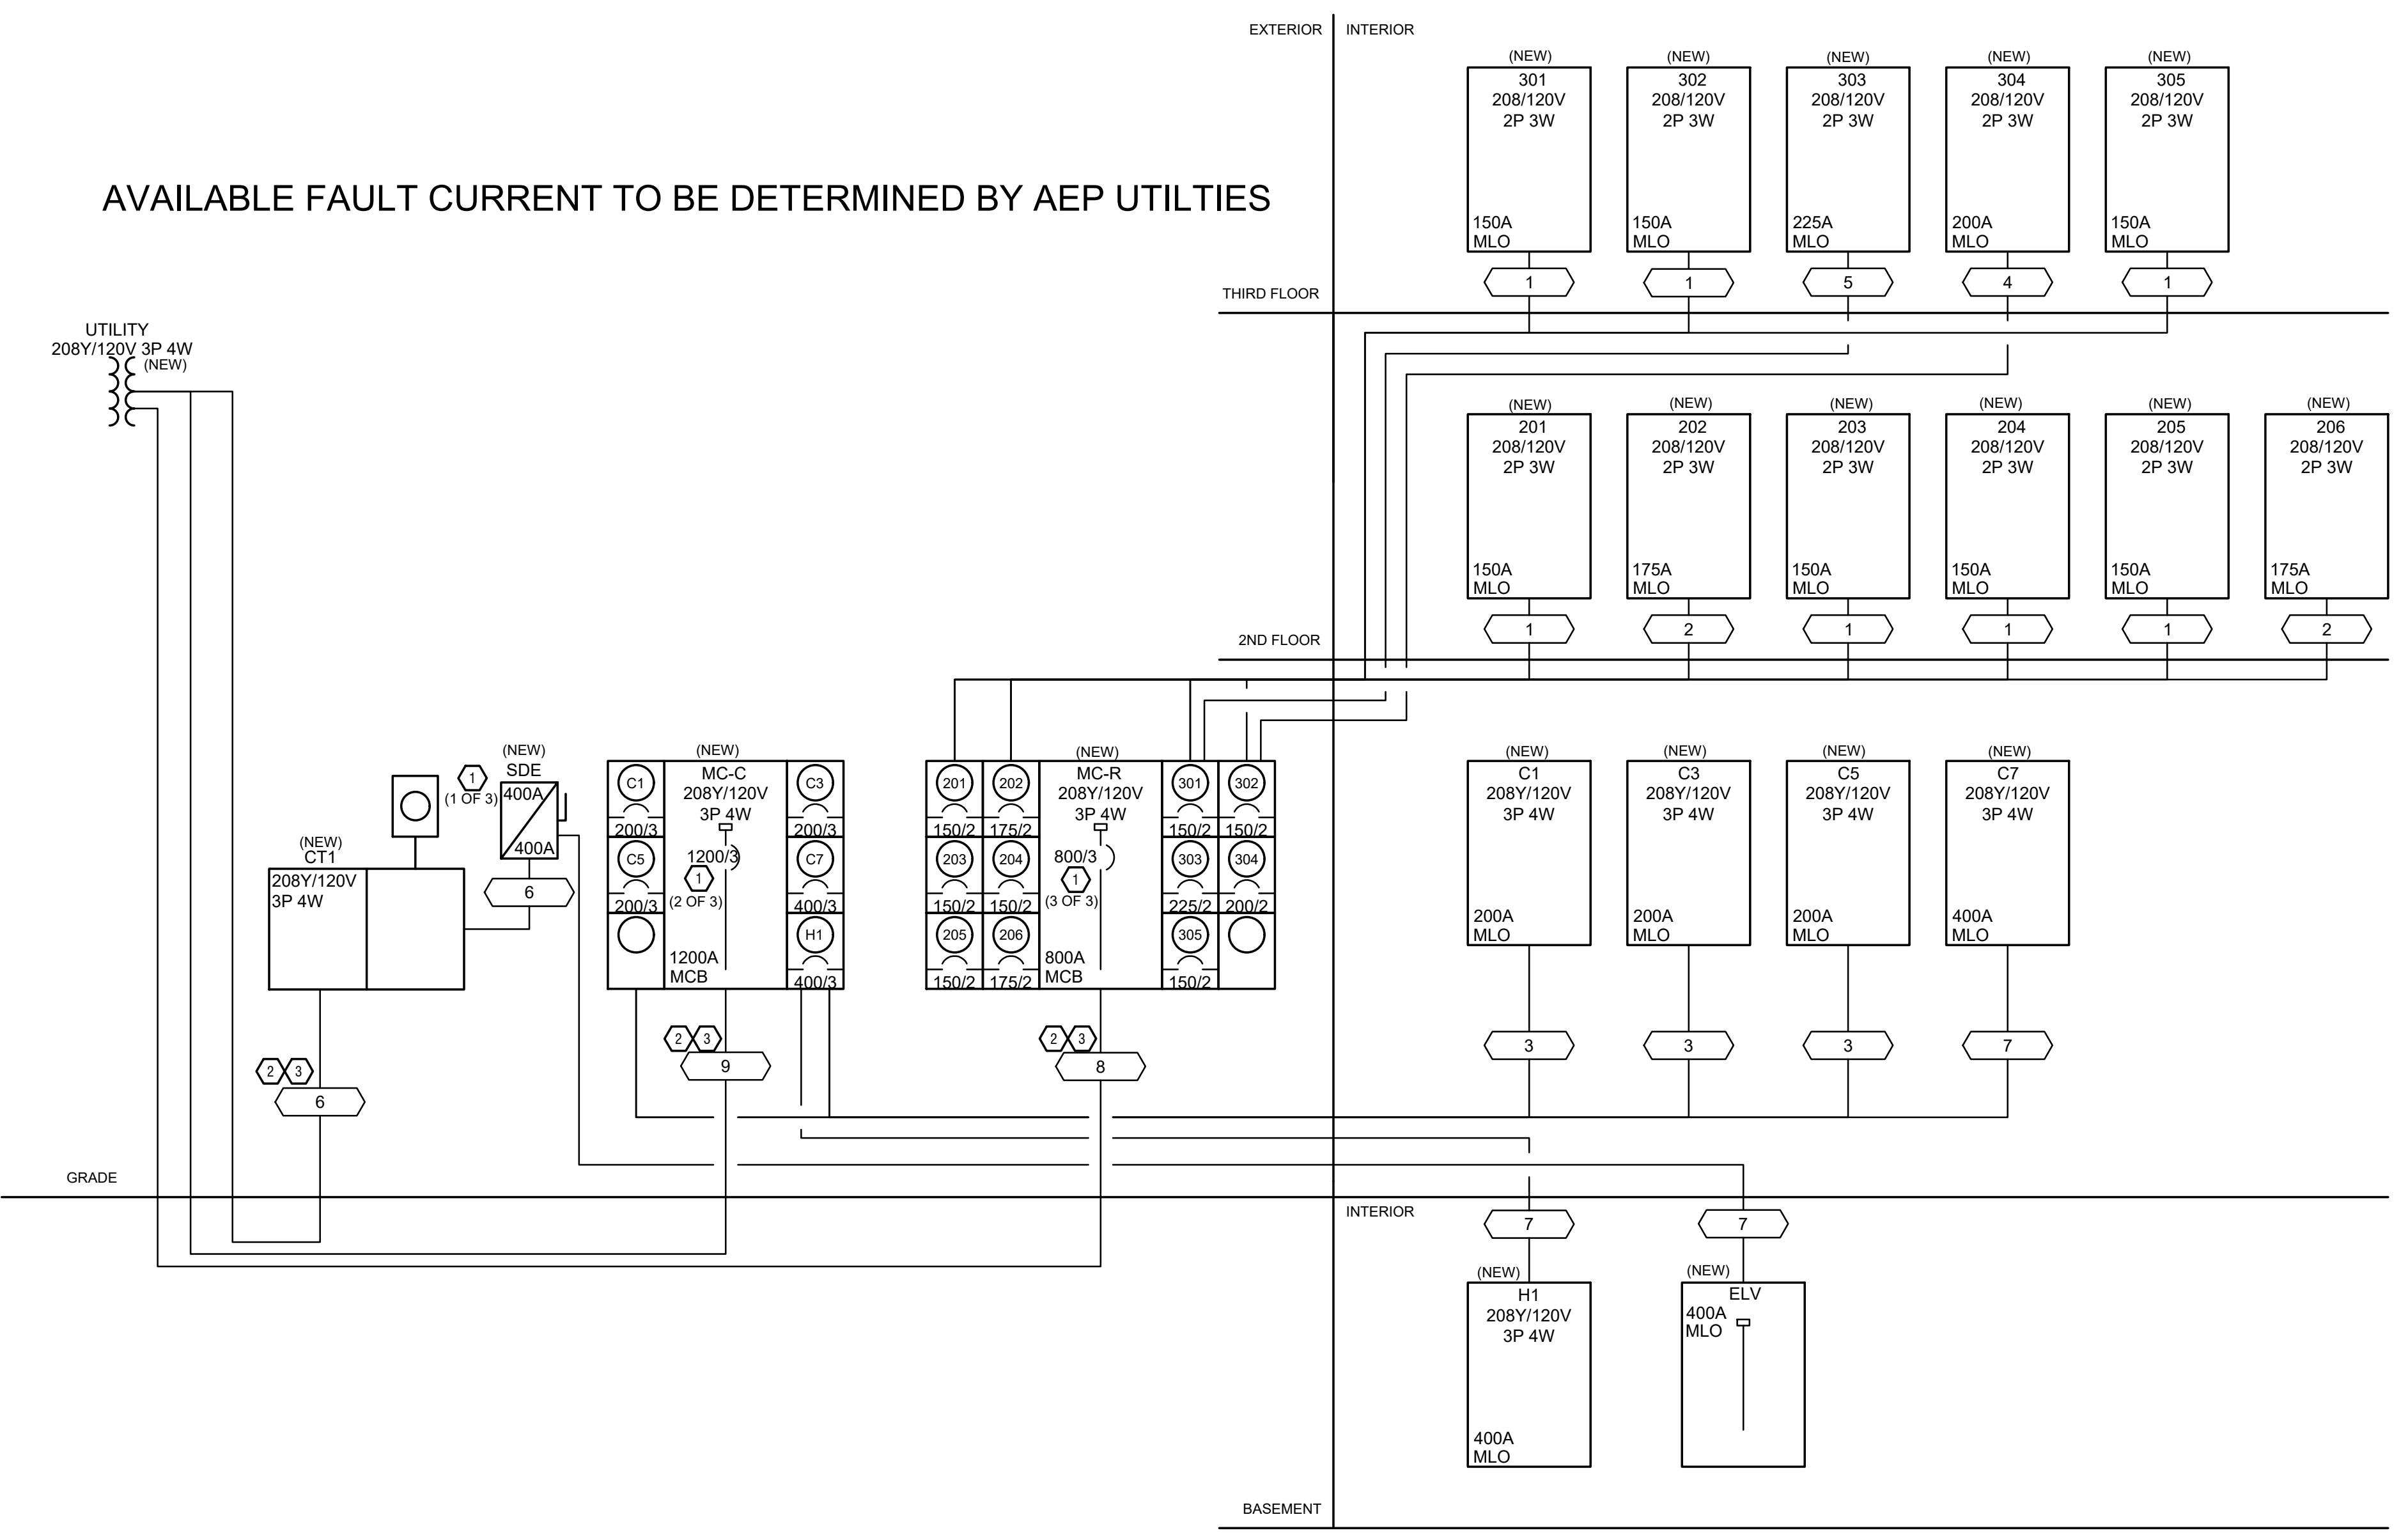 EXTERIOR
INTERIOR
(NEW)
301
208/120V
2P 3W
150A
MLO
1
(NEW)
302
208/120V
2P 3W
150A
MLO
1
(NEW)
303
208/120V
2P 3W
225A
MLO
5
(NEW)
304
208/120V
2P 3W
200A
MLO
4
(NEW)
305
208/120V
2P 3W
150A
MLO
1
AVAILABLE FAULT CURRENT TO BE DETERMINED BY AEP UTILTIES
THIRD FLOOR
UTILITY
208Y/120V 3P 4W
(NEW)
(NEW)
201
208/120V
2P 3W
150A
MLO
1
(NEW)
202
208/120V
2P 3W
175A
MLO
2
(NEW)
203
208/120V
2P 3W
150A
MLO
1
(NEW)
204
208/120V
2P 3W
150A
MLO
1
(NEW)
205
208/120V
2P 3W
150A
MLO
1
(NEW)
206
208/120V
2P 3W
175A
MLO
2
2ND FLOOR
(NEW)
CT1
208Y/120V
3P 4W
2
3
6
1
(1 OF 3)
(NEW)
SDE
400A
400A
6
(NEW)
MC-C
208Y/120V
3P 4W
1200/3
1
(2 OF 3)
1200A
MCB
C1
200/3
C5
200/3
C3
200/3
C7
400/3
H1
400/3
2
3
9
(NEW)
MC-R
208Y/120V
3P 4W
800/3
1
(3 OF 3)
800A
MCB
201
150/2
202
175/2
203
150/2
204
150/2
205
150/2
206
175/2
301
150/2
302
150/2
303
225/2
304
200/2
305
150/2
2
3
8
(NEW)
C1
208Y/120V
3P 4W
200A
MLO
3
(NEW)
C3
208Y/120V
3P 4W
200A
MLO
3
(NEW)
C5
208Y/120V
3P 4W
200A
MLO
3
(NEW)
C7
208Y/120V
3P 4W
400A
MLO
7
GRADE
INTERIOR
7
(NEW)
H1
208Y/120V
3P 4W
400A
MLO
7
(NEW)
ELV
400A
MLO
BASEMENT